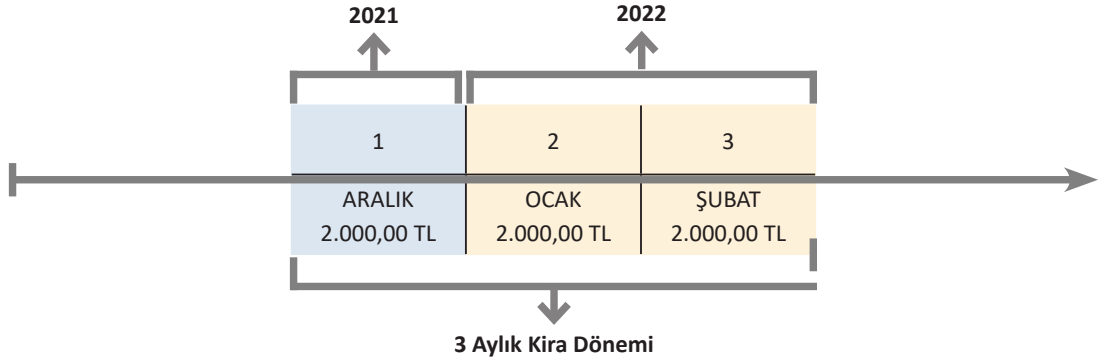 2021 2022
1 2 3
ARALIK OCAK ŞUBAT
2.000,00 TL 2.000,00 TL 2.000,00 TL
3 Aylık Kira Dönemi